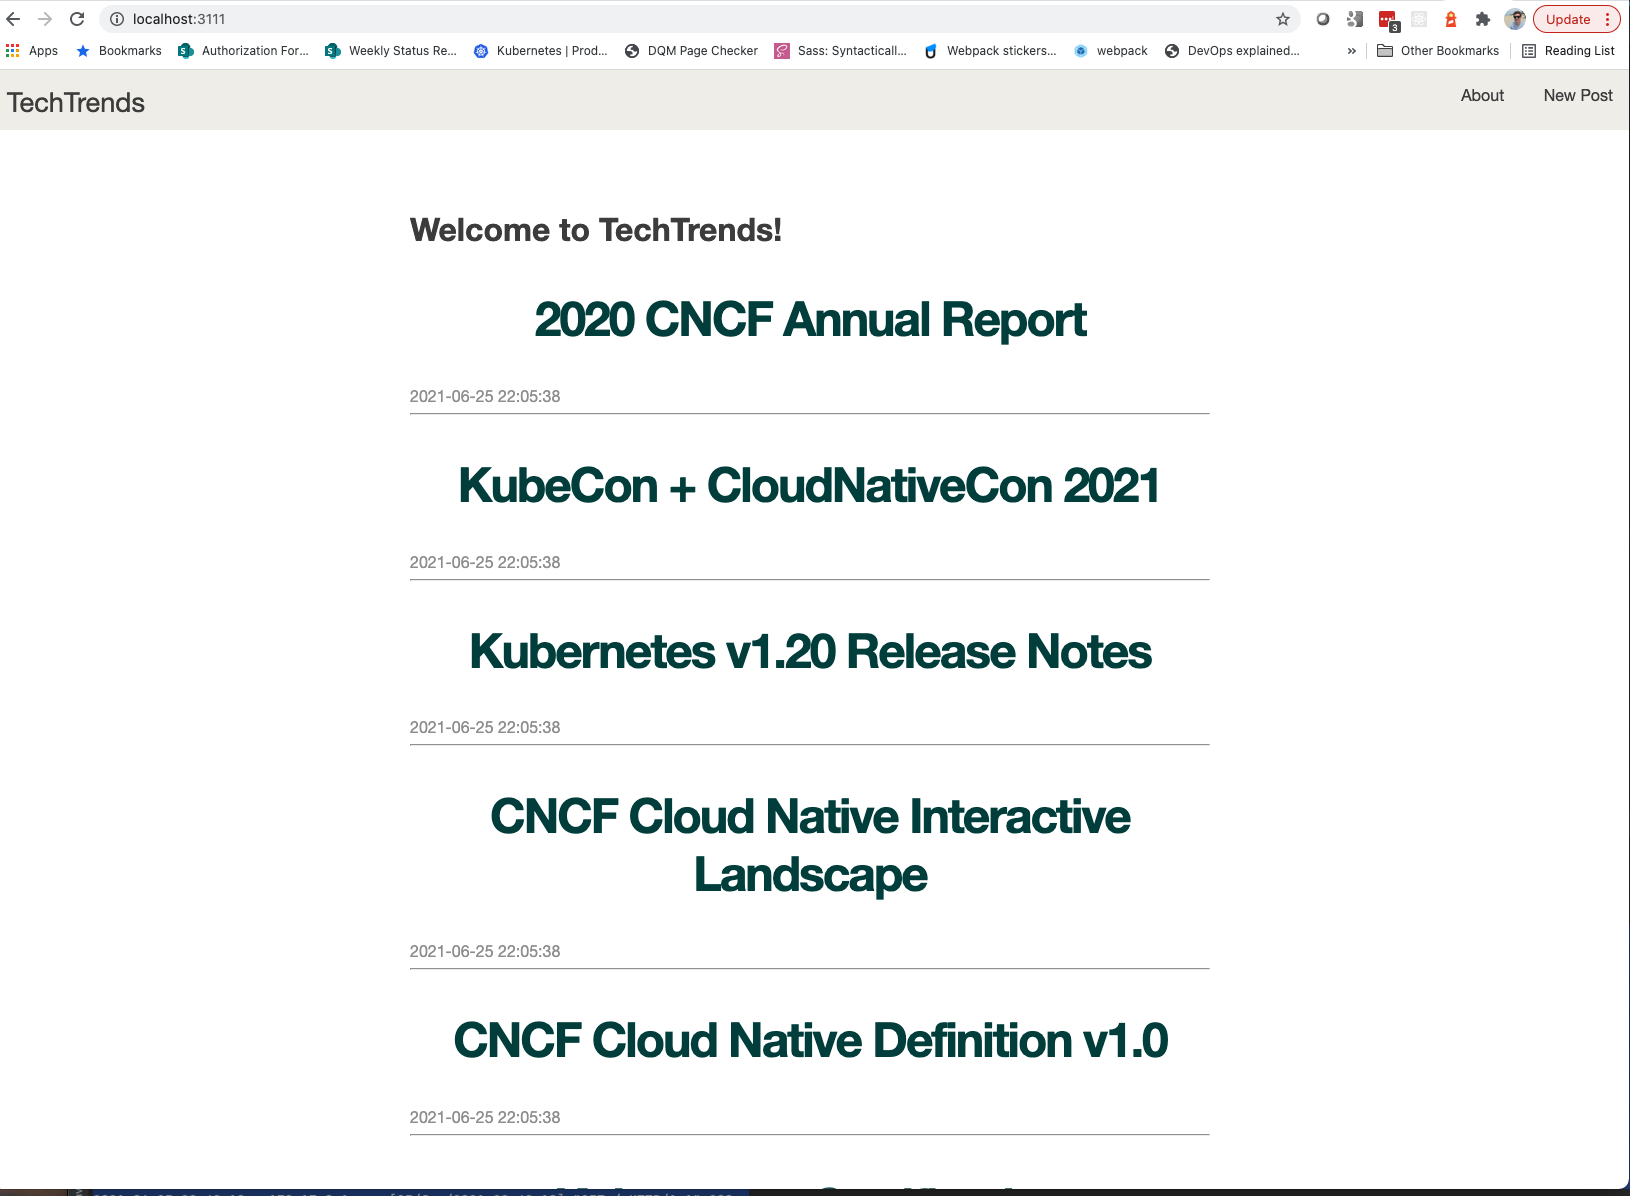 localhost:3111
3
Update
Apps
Bookmarks
Authorization For...
Weekly Status Re...
Kubernetes | Prod...
DQM Page Checker
Sass: Syntacticall...
Webpack stickers...
webpack
DevOps explained...
»
Other Bookmarks
Reading List
TechTrends
About
New Post
Welcome to TechTrends!
2020 CNCF Annual Report
2021-06-25 22:05:38
KubeCon + CloudNativeCon 2021
2021-06-25 22:05:38
Kubernetes v1.20 Release Notes
2021-06-25 22:05:38
CNCF Cloud Native Interactive
Landscape
2021-06-25 22:05:38
CNCF Cloud Native Definition v1.0
2021-06-25 22:05:38